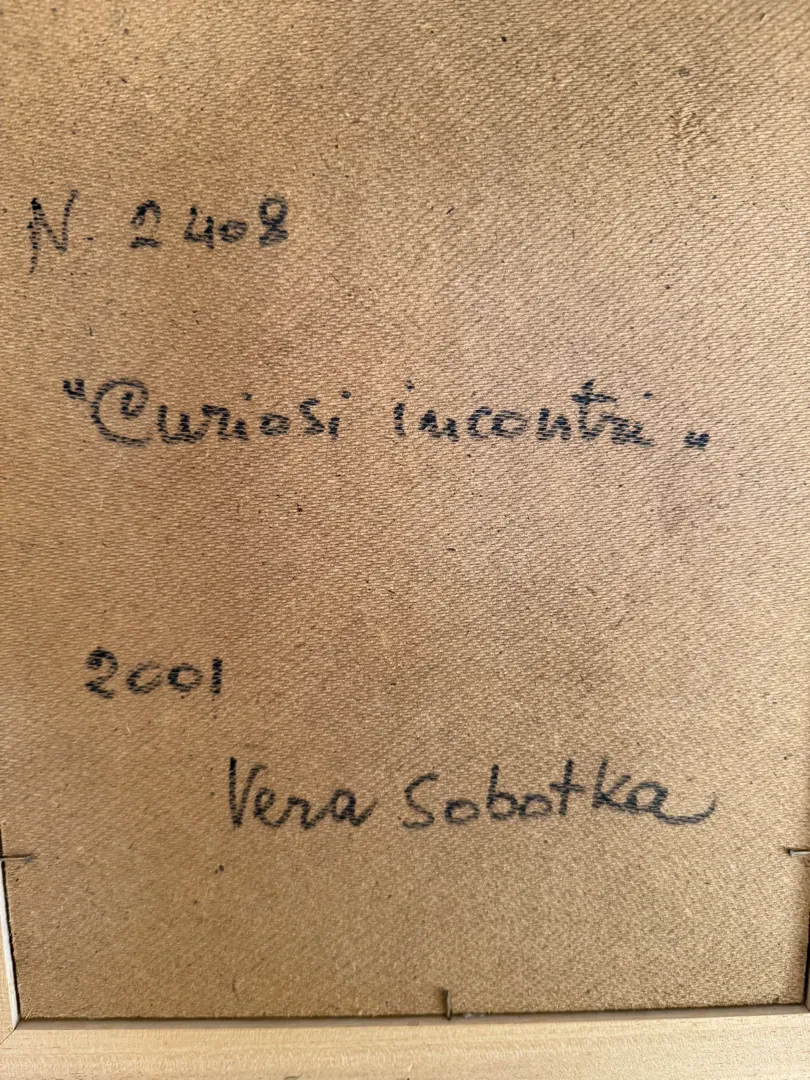 N. 2408
"Curiosi incontri"
2001
Vera Sobotka